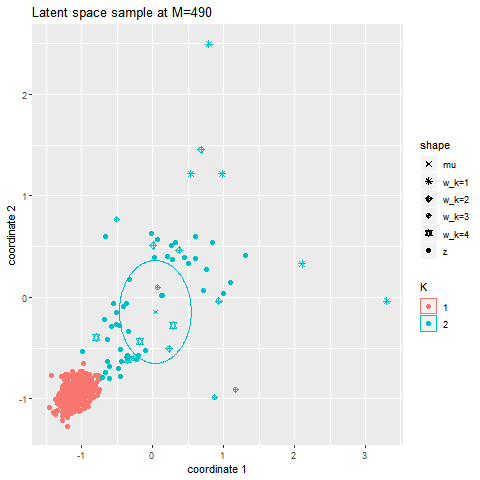 Latent space sample at M=490
coordinate 2
2
1
0
-1
-1
0
1
2
3
coordinate 1
shape
mu
w_k=1
w_k=2
w_k=3
w_k=4
z
K
1
2